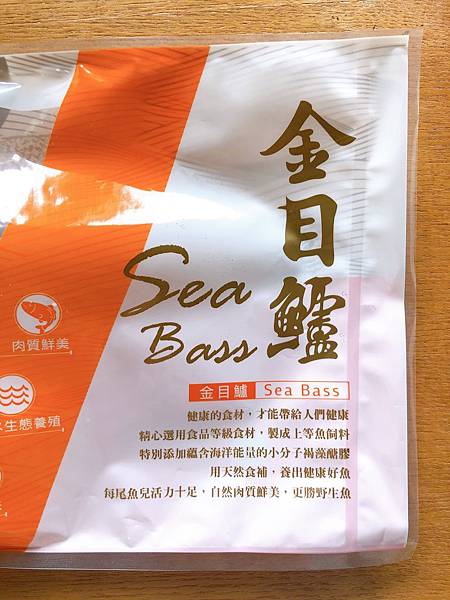 金目鱸
Sea
Bass
金目鱸 Sea Bass
健康的食材，才能帶給人們健康
精心選用食品等級食材，製成上等魚飼料
特別添加蘊含海洋能量的小分子褐藻醣膠
用天然食補，養出健康好魚
每尾魚兒活力十足，自然肉質鮮美，更勝野生魚
肉質鮮美
生態養殖